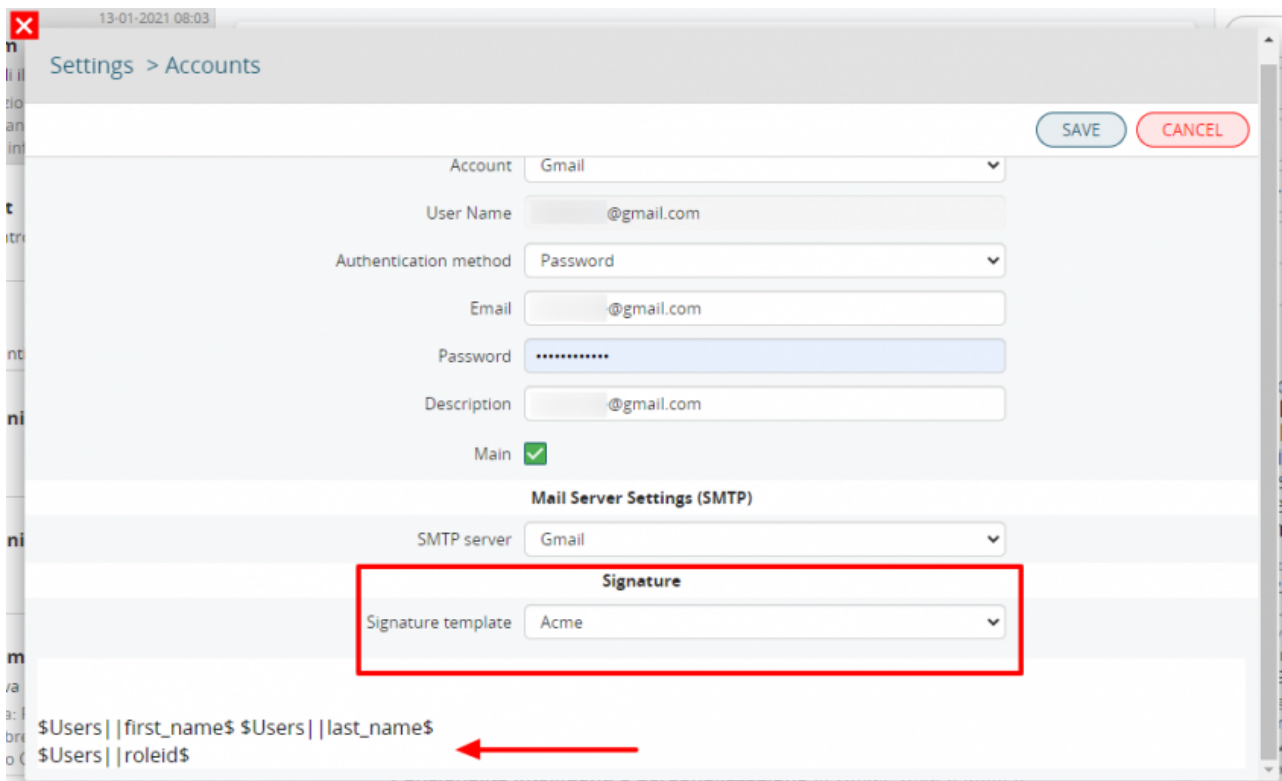 13-01-2021 08:03
Settings > Accounts
SAVE
CANCEL
Account
Gmail
User Name
@gmail.com
Authentication method
Password
Email
@gmail.com
Password
••••••••••••
Description
@gmail.com
Main
Mail Server Settings (SMTP)
SMTP server
Gmail
Signature
Signature template
Acme
$Users||first_name$ $Users||last_name$
$Users||roleid$